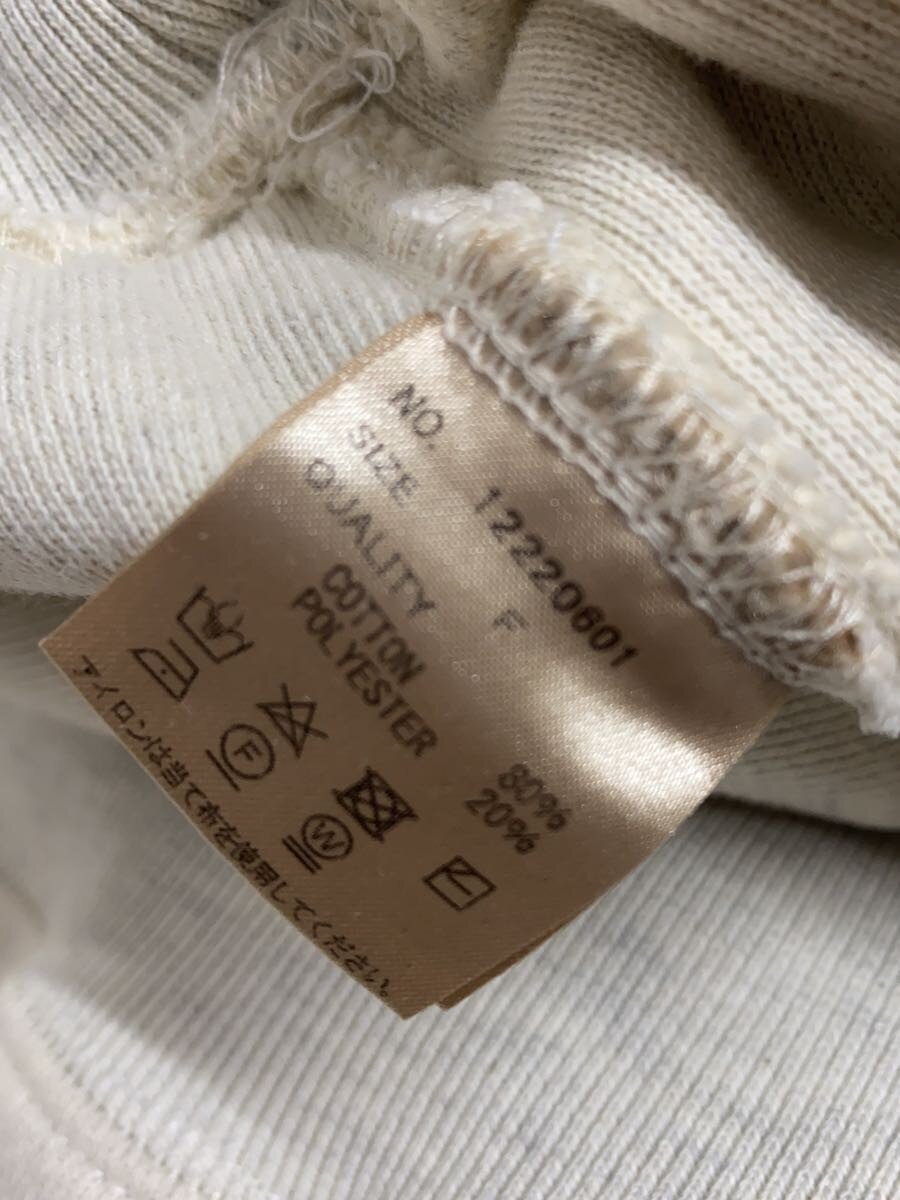 NO. 12220601
SIZE F
QUALITY
COTTON 80%
POLYESTER 20%
F
W
アイロンは当て布を使用してください。